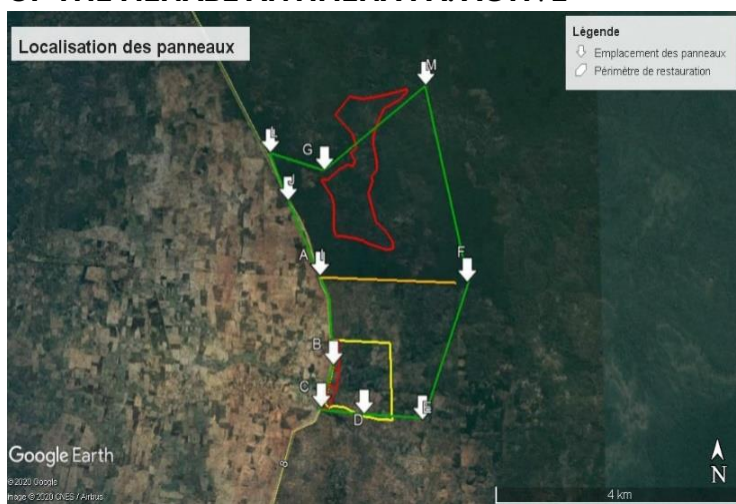 Localisation des panneaux
Légende
Emplacement des panneaux
Périmètre de restauration
M
G
J
A
F
B
C
D
E
8
Google Earth
©2020 Google
Image © 2020 CNES / Airbus
4 km
N